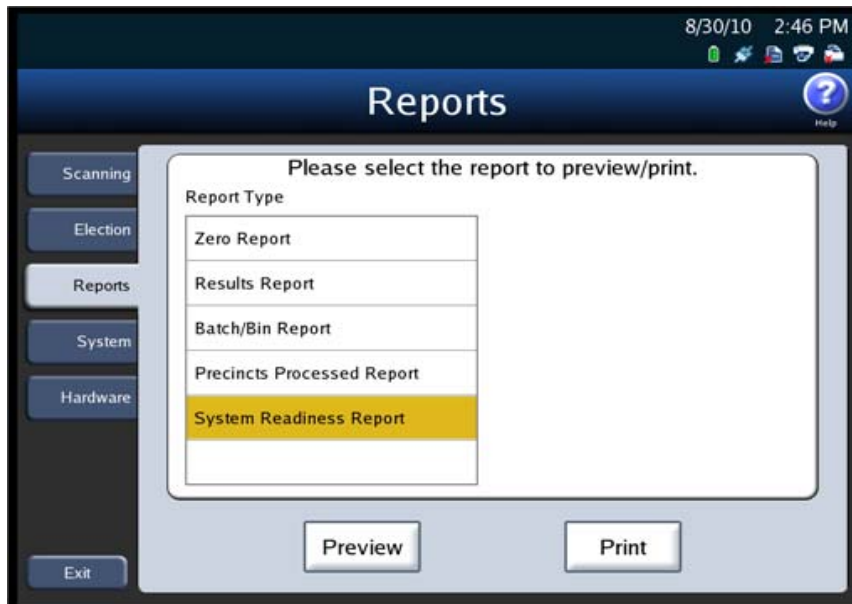 8/30/10 2:46 PM
Reports
Help
Scanning
Election
Reports
System
Hardware
Exit
Please select the report to preview/print.
Report Type
Zero Report
Results Report
Batch/Bin Report
Precincts Processed Report
System Readiness Report
Preview Print